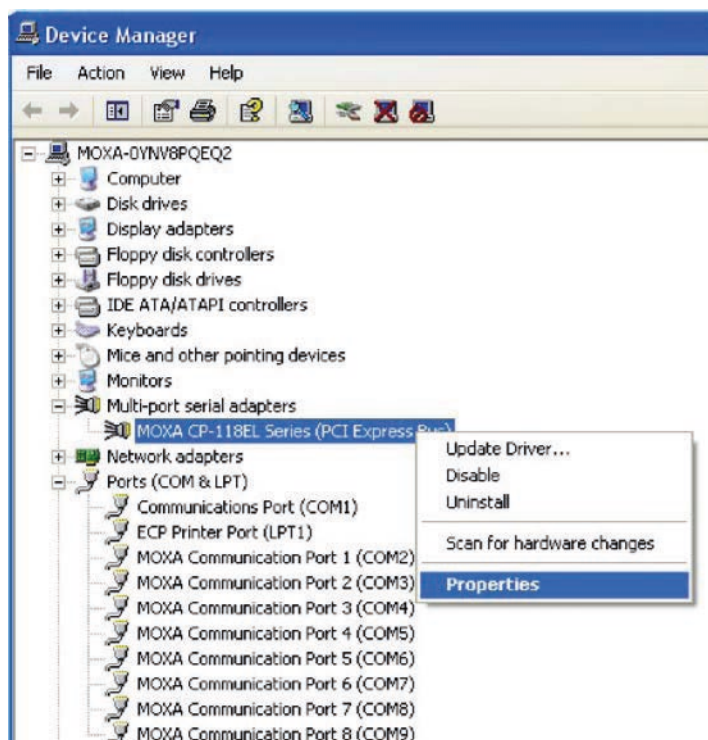 Device Manager
File Action View Help
MOXA-0YNV8PQEQ2
Computer
Disk drives
Display adapters
Floppy disk controllers
Floppy disk drives
IDE ATA/ATAPI controllers
Keyboards
Mice and other pointing devices
Monitors
Multi-port serial adapters
MOXA CP-118EL Series (PCI Express Bus)
Network adapters
Ports (COM & LPT)
Communications Port (COM1)
ECP Printer Port (LPT1)
MOXA Communication Port 1 (COM2)
MOXA Communication Port 2 (COM3)
MOXA Communication Port 3 (COM4)
MOXA Communication Port 4 (COM5)
MOXA Communication Port 5 (COM6)
MOXA Communication Port 6 (COM7)
MOXA Communication Port 7 (COM8)
MOXA Communication Port 8 (COM9)
Update Driver...
Disable
Uninstall
Scan for hardware changes
Properties